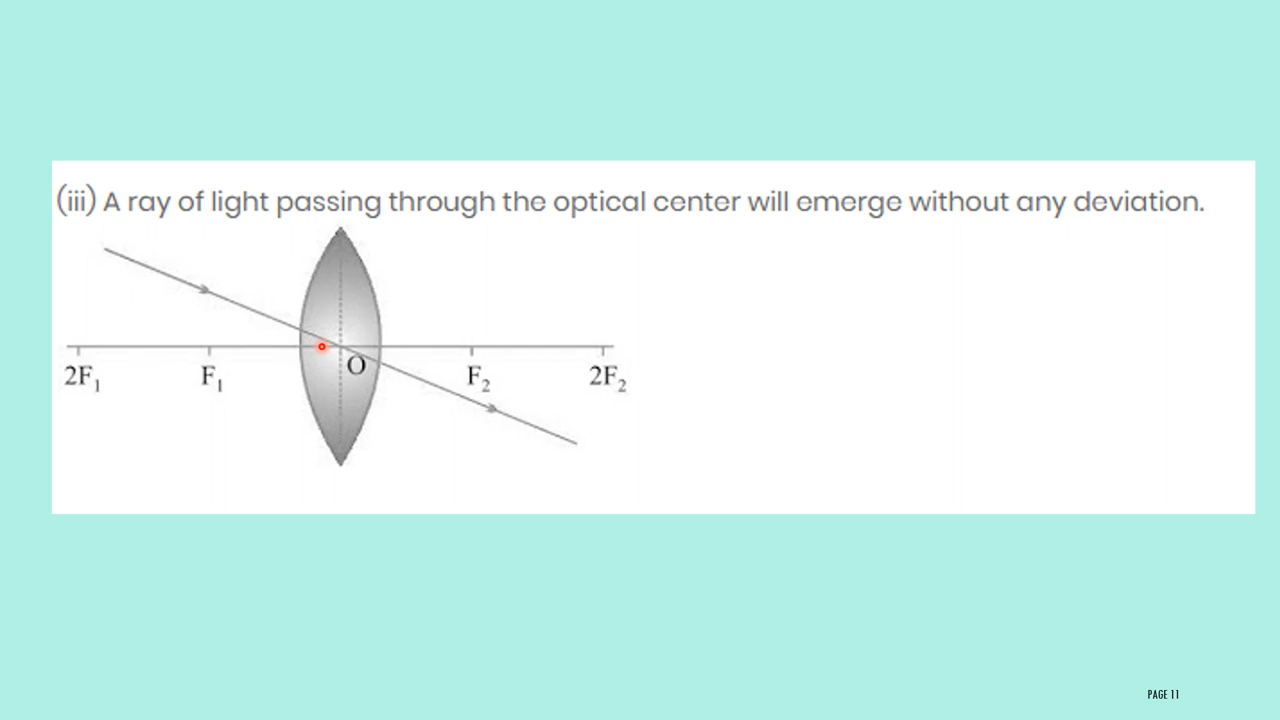 (iii) A ray of light passing through the optical center will emerge without any deviation.
O
2F₁ F₁ F₂ 2F₂
PAGE 11